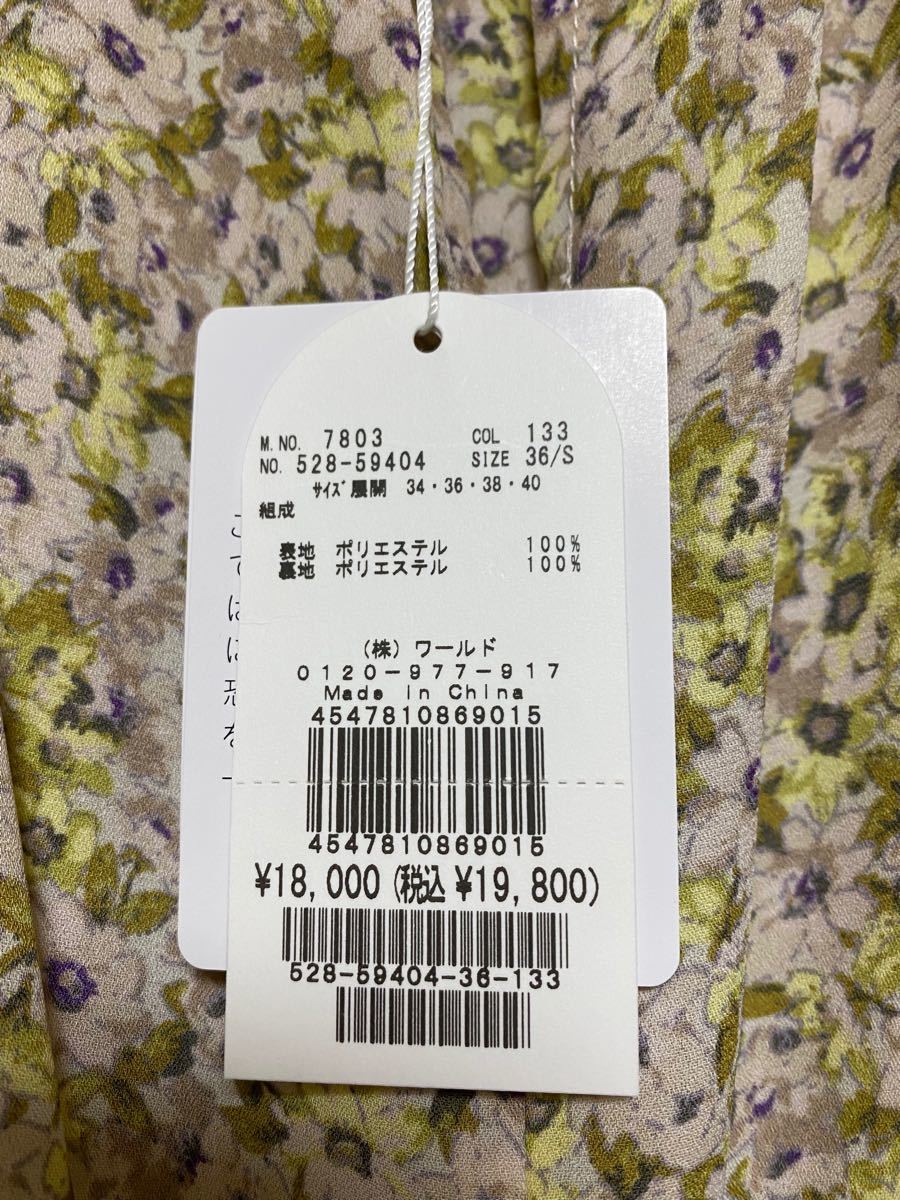 M.NO. 7803 COL 133
NO. 528-59404 SIZE 36/S
サイズ展開 34・36・38・40
組成
表地 ポリエステル 100%
裏地 ポリエステル 100%
(株)ワールド
0120-977-917
Made in China
4547810869015
4547810869015
¥18,000(税込¥19,800)
528-59404-36-133